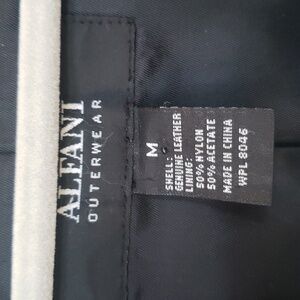 ALFANI
OUTERWEAR
M
SHELL:
GENUINE LEATHER
LINING:
50% NYLON
50% ACETATE
MADE IN CHINA
WPL 8046